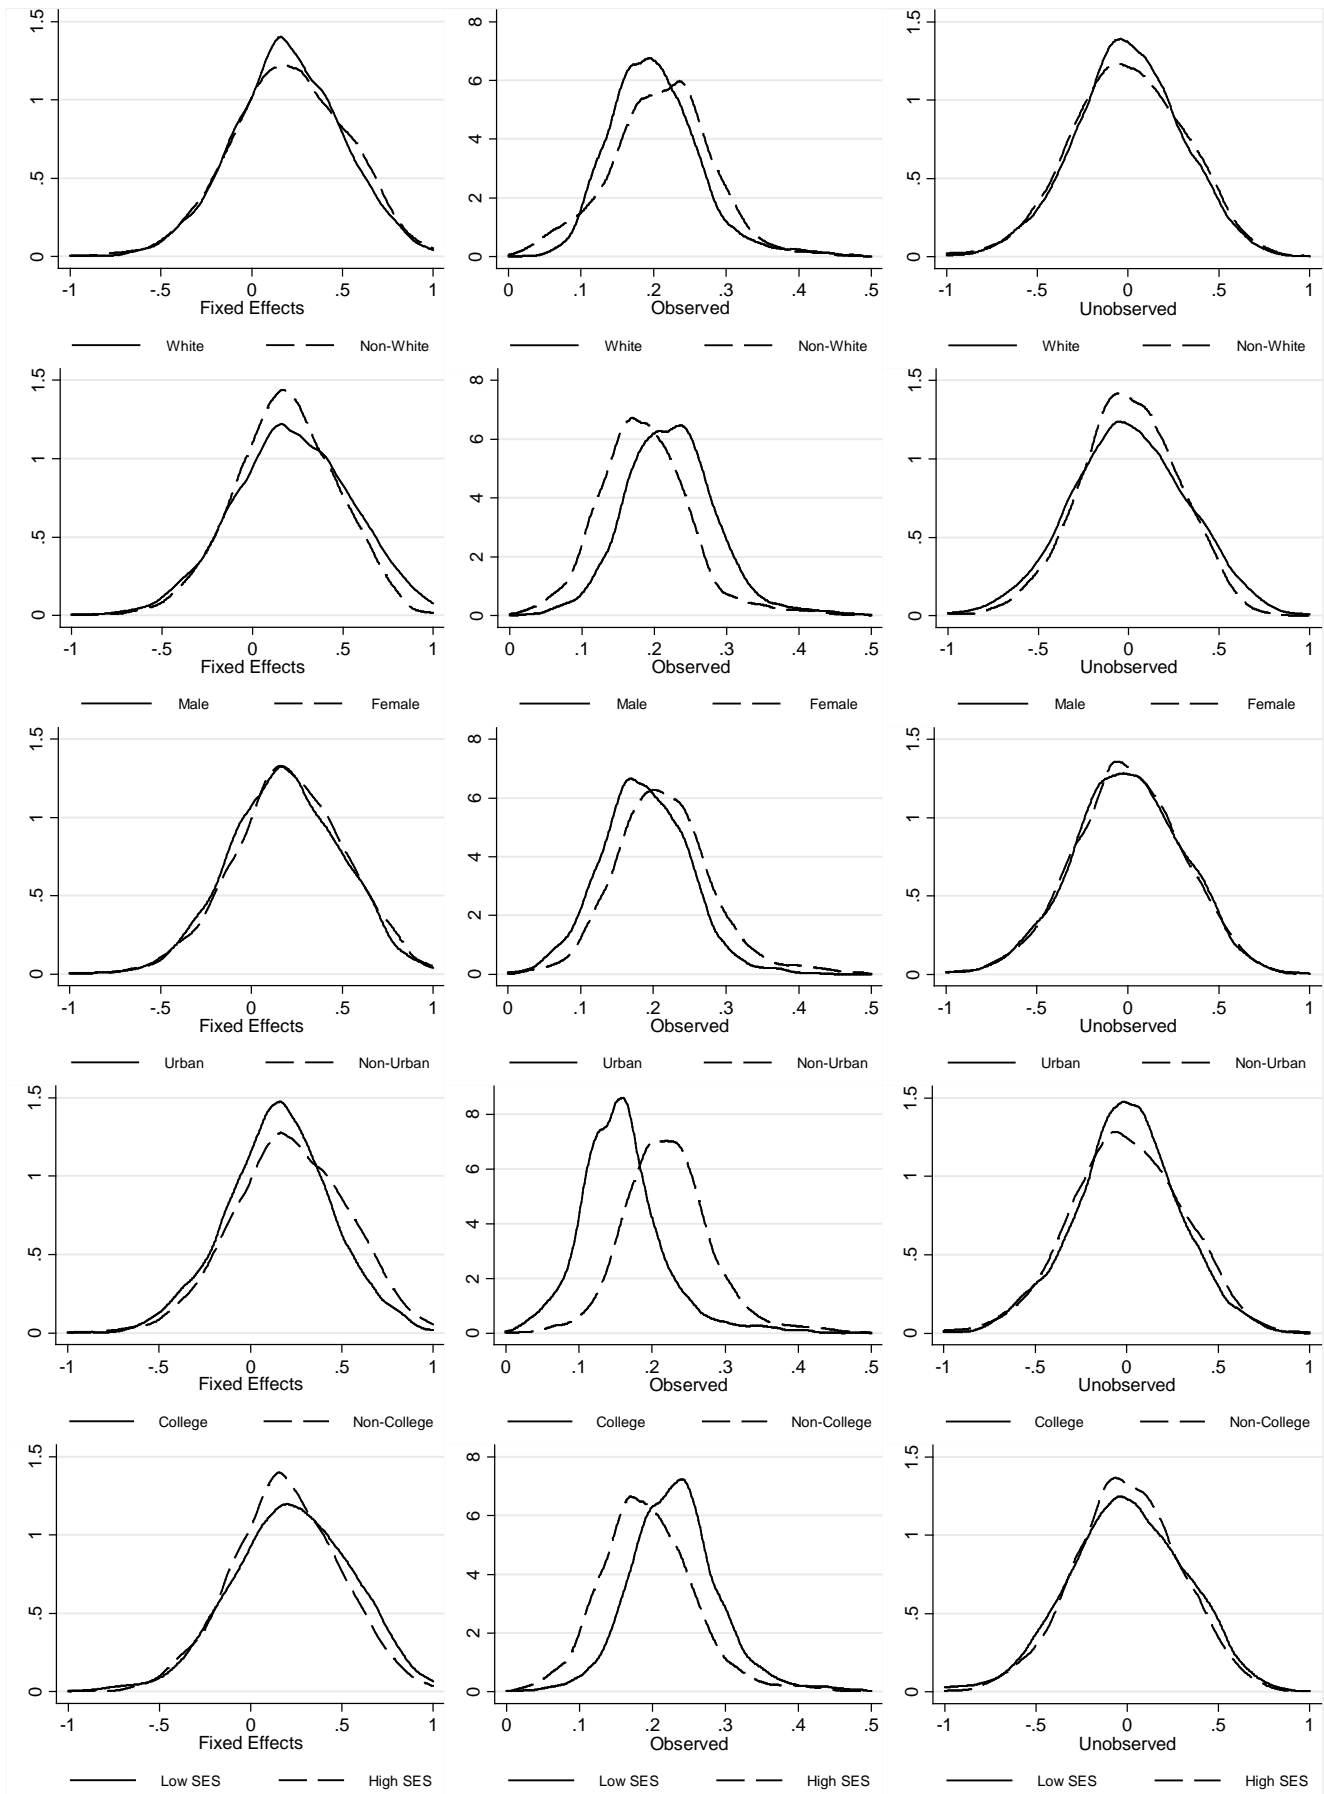 1.5
1
.5
0
-1 -.5 0 .5 1
Fixed Effects
White Non-White
8
6
4
2
0
0 .1 .2 .3 .4 .5
Observed
White Non-White
1.5
1
.5
0
-1 -.5 0 .5 1
Unobserved
White Non-White
1.5
1
.5
0
-1 -.5 0 .5 1
Fixed Effects
Male Female
8
6
4
2
0
0 .1 .2 .3 .4 .5
Observed
Male Female
1.5
1
.5
0
-1 -.5 0 .5 1
Unobserved
Male Female
1.5
1
.5
0
-1 -.5 0 .5 1
Fixed Effects
Urban Non-Urban
8
6
4
2
0
0 .1 .2 .3 .4 .5
Observed
Urban Non-Urban
1.5
1
.5
0
-1 -.5 0 .5 1
Unobserved
Urban Non-Urban
1.5
1
.5
0
-1 -.5 0 .5 1
Fixed Effects
College Non-College
8
6
4
2
0
0 .1 .2 .3 .4 .5
Observed
College Non-College
1.5
1
.5
0
-1 -.5 0 .5 1
Unobserved
College Non-College
1.5
1
.5
0
-1 -.5 0 .5 1
Fixed Effects
Low SES High SES
8
6
4
2
0
0 .1 .2 .3 .4 .5
Observed
Low SES High SES
1.5
1
.5
0
-1 -.5 0 .5 1
Unobserved
Low SES High SES